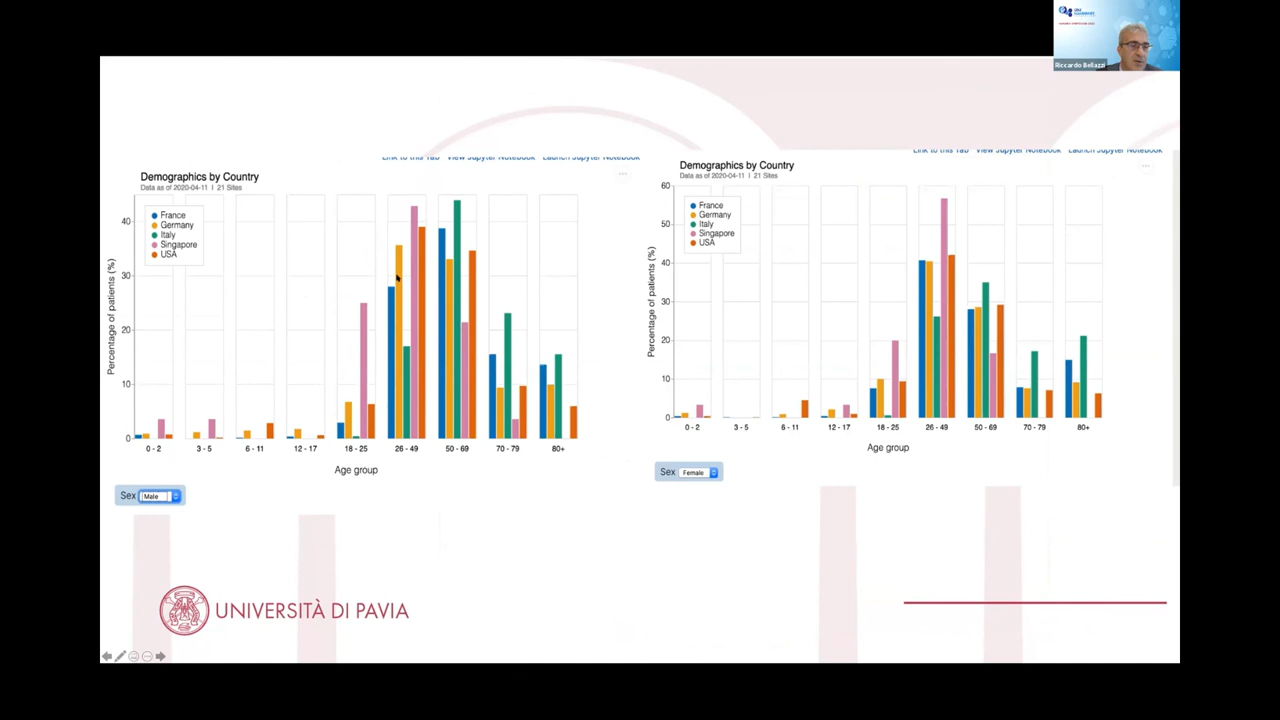 Riccardo Bellazzi
Link to this Tab View Jupyter Notebook Launch Jupyter Notebook
Demographics by Country
Data as of 2020-04-11 | 21 Sites
France
Germany
Italy
Singapore
USA
Percentage of patients (%)
40
30
20
10
0
0 - 2 3 - 5 6 - 11 12 - 17 18 - 25 26 - 49 50 - 69 70 - 79 80+
Age group
Sex Male
Link to this Tab View Jupyter Notebook Launch Jupyter Notebook
Demographics by Country
Data as of 2020-04-11 | 21 Sites
France
Germany
Italy
Singapore
USA
Percentage of patients (%)
60
50
40
30
20
10
0
0 - 2 3 - 5 6 - 11 12 - 17 18 - 25 26 - 49 50 - 69 70 - 79 80+
Age group
Sex Female
UNIVERSITÀ DI PAVIA